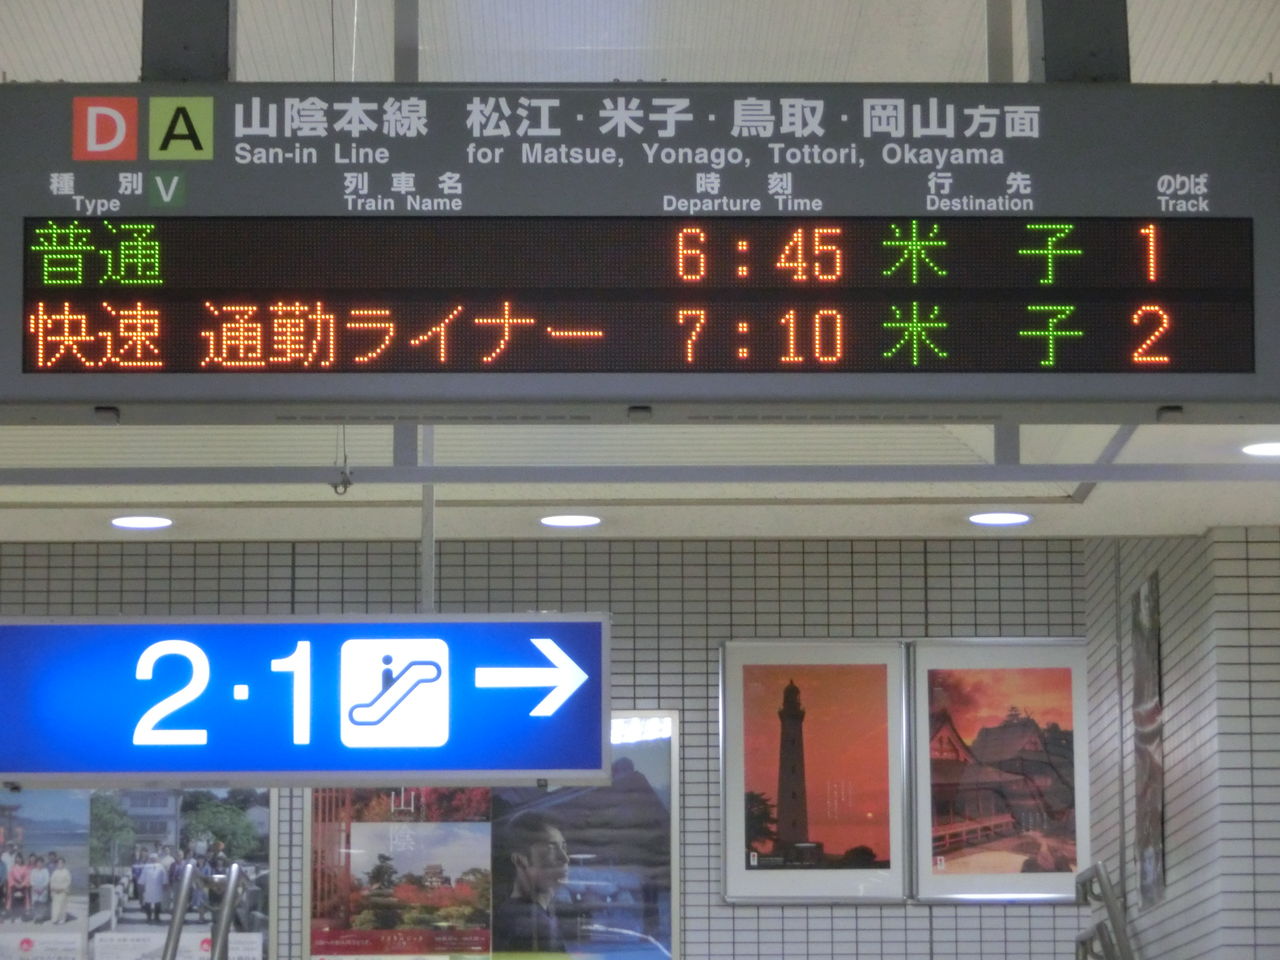 D A 山陰本線 松江・米子・鳥取・岡山方面
San-in Line for Matsue, Yonago, Tottori, Okayama
種別 V 列車名 時刻 行先 のりば
Type Train Name Departure Time Destination Track
普通 6:45 米子 1
快速 通勤ライナー 7:10 米子 2
2・1 →
山陰